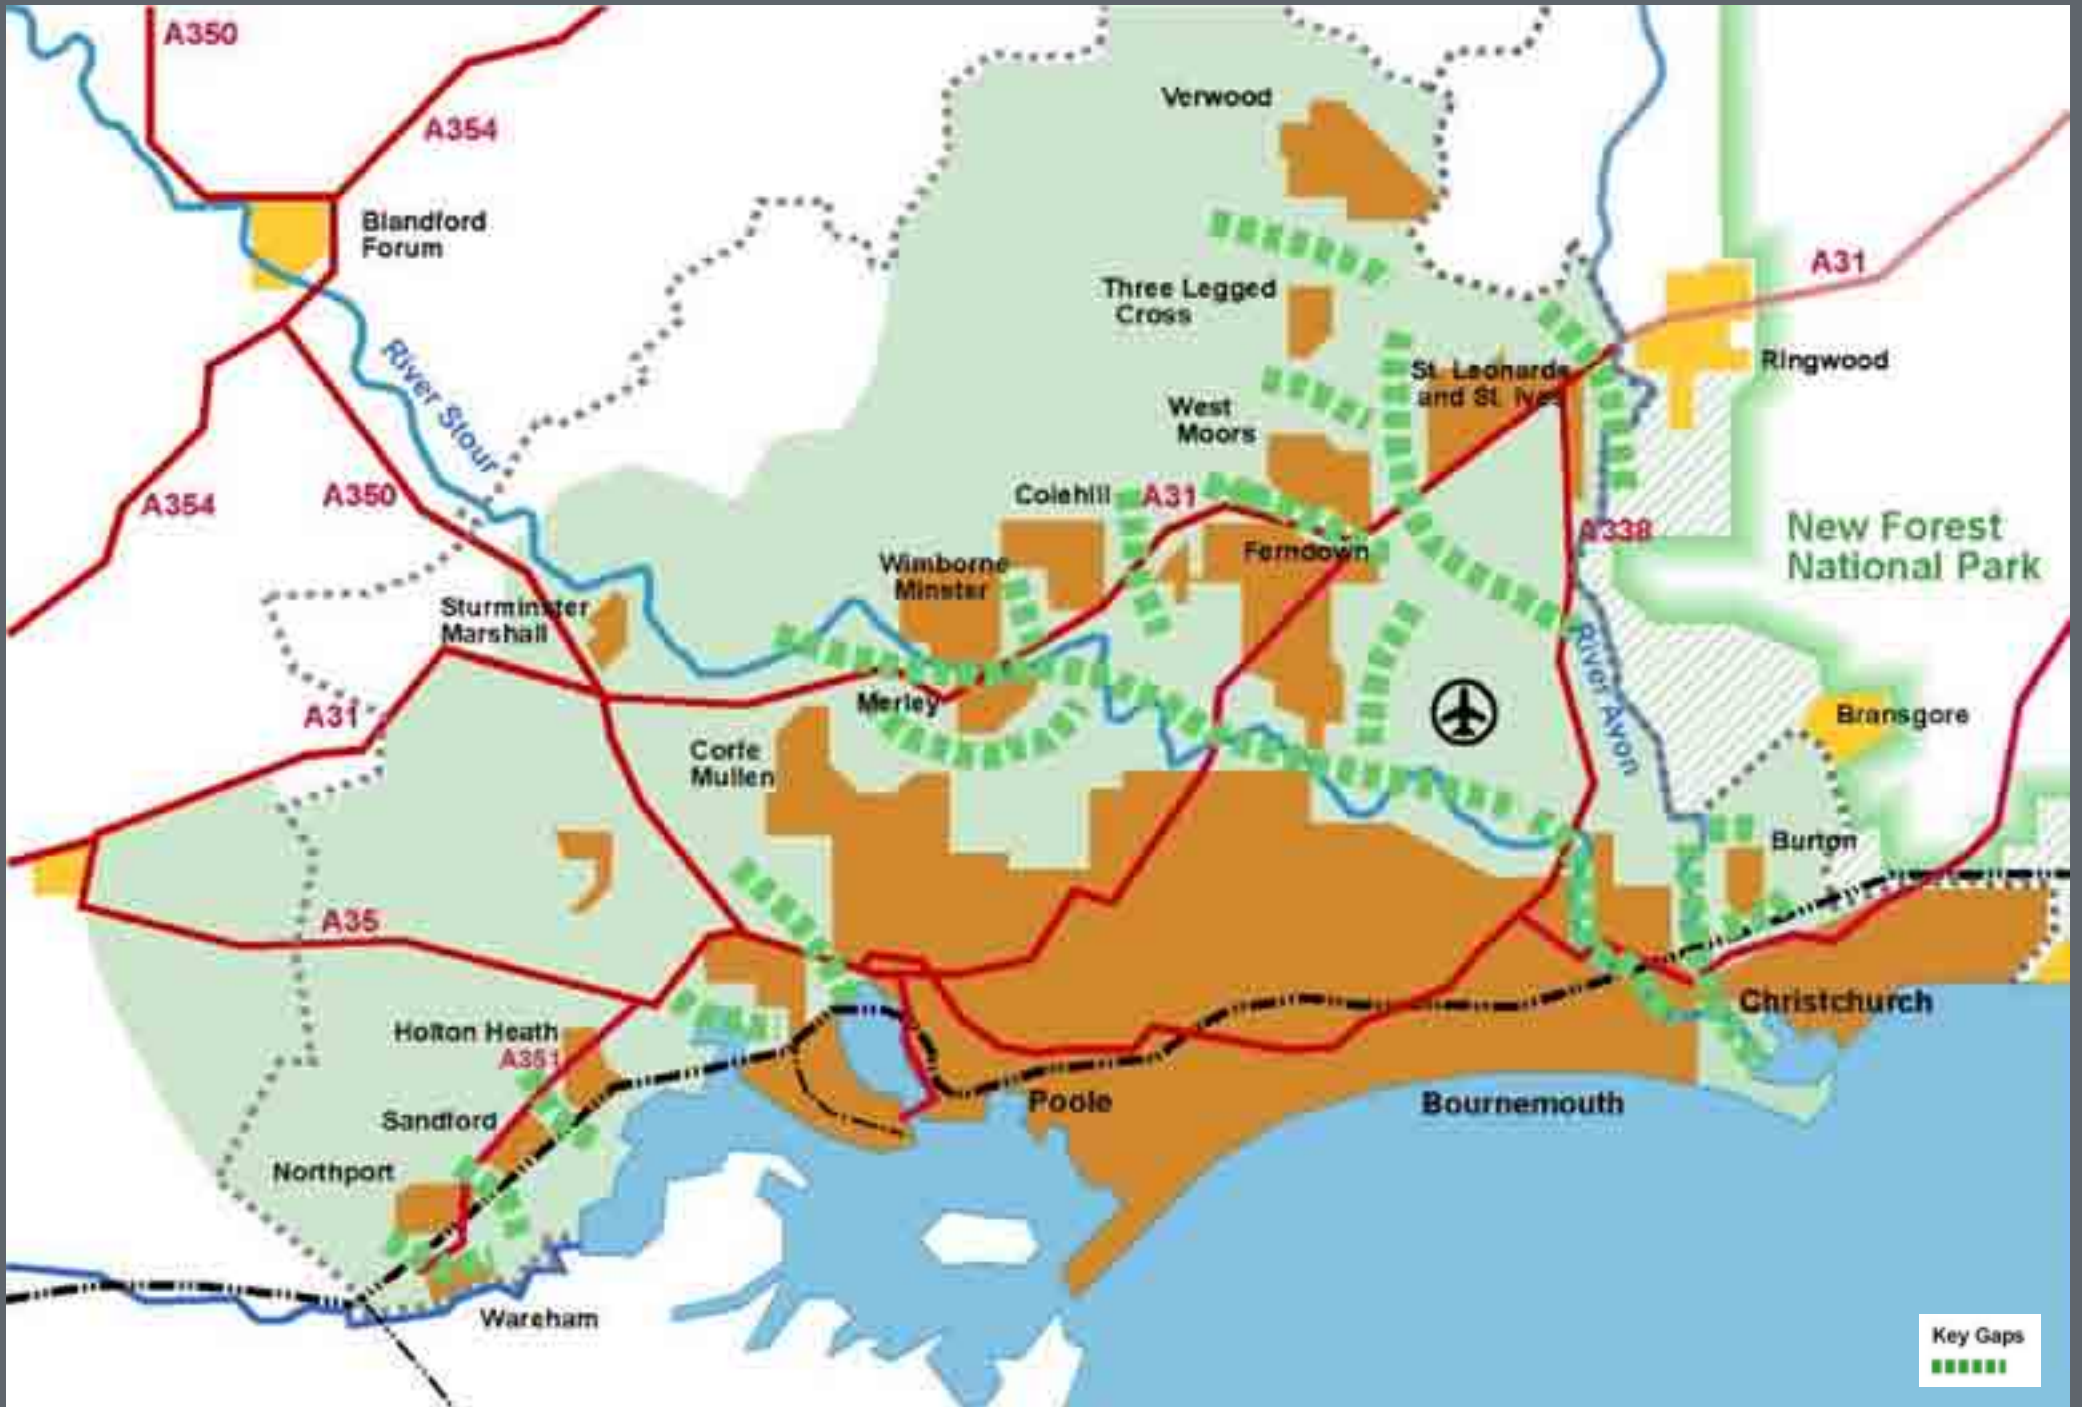 A350
A354
Verwood
Blandford
Forum
A31
Three Legged
Cross
River Stour
Ringwood
St. Leonards
and St. Ives
West
Moors
A354
A350
Colehill
A31
New Forest
National Park
A338
Ferndown
Wimborne
Minster
Sturminster
Marshall
River Avon
A31
Merley
Bransgore
Corfe
Mullen
Burton
A35
Christchurch
Holton Heath
A351
Poole
Bournemouth
Sandford
Northport
Wareham
Key Gaps